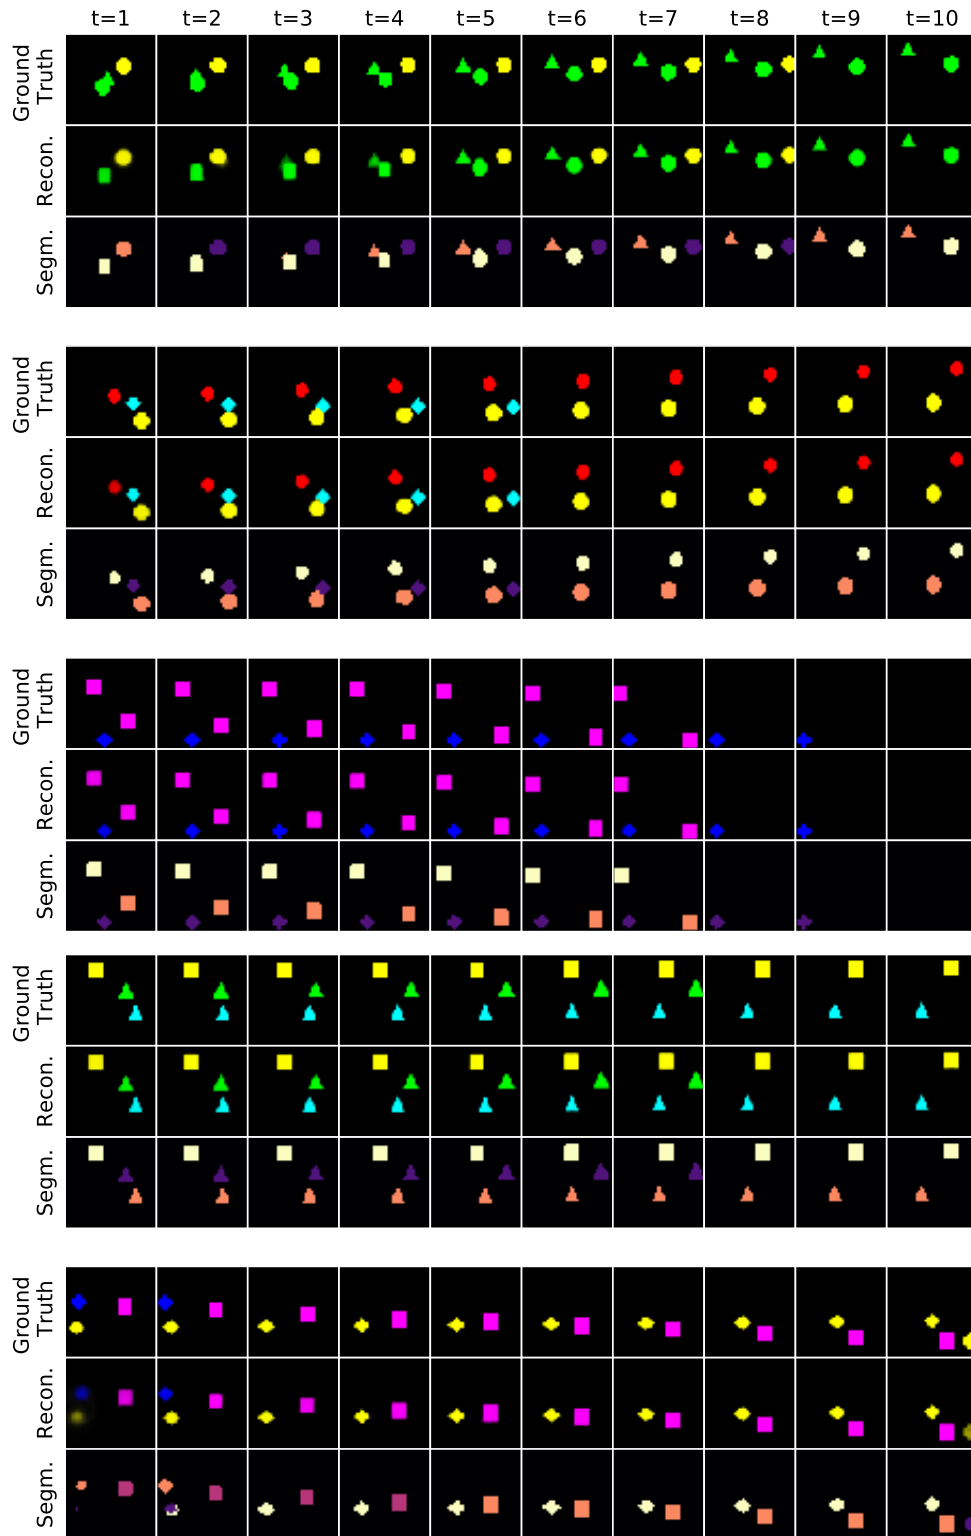 t=1 t=2 t=3 t=4 t=5 t=6 t=7 t=8 t=9 t=10
Ground
Truth
Recon.
Segm.
Ground
Truth
Recon.
Segm.
Ground
Truth
Recon.
Segm.
Ground
Truth
Recon.
Segm.
Ground
Truth
Recon.
Segm.